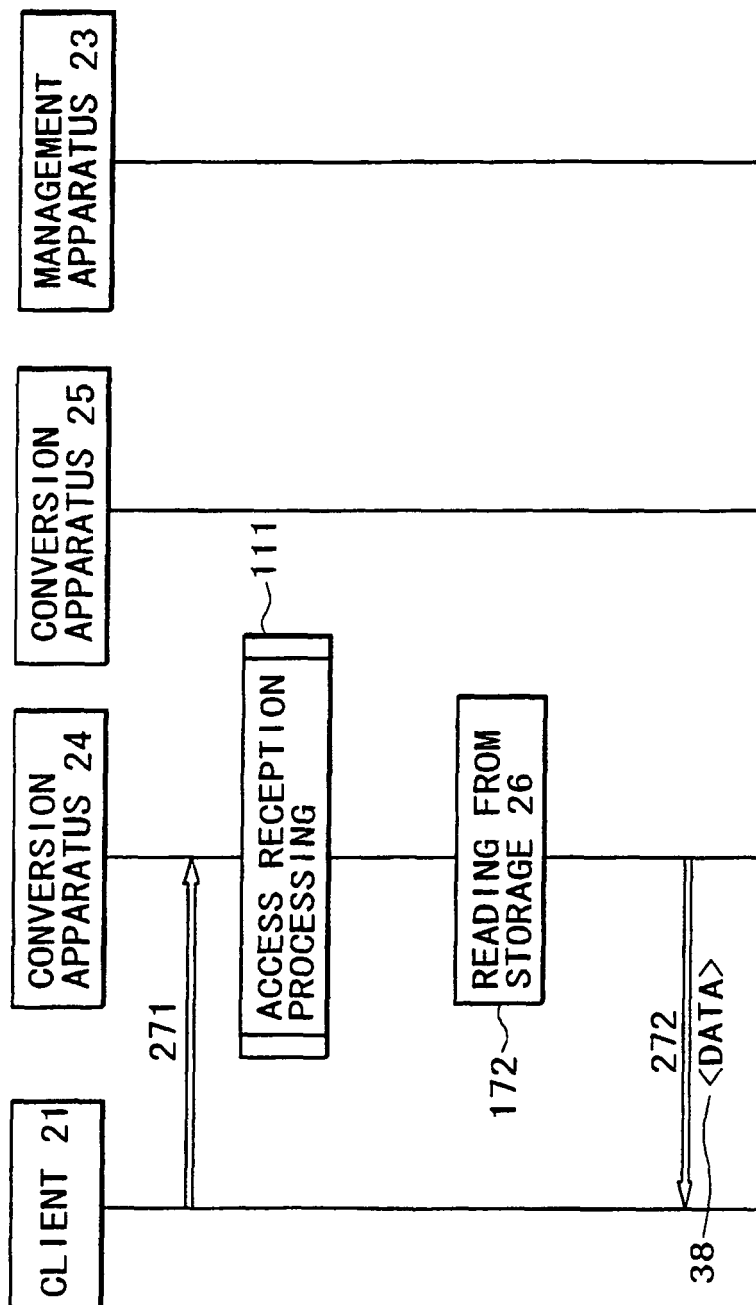 CLIENT 21
CONVERSION
APPARATUS 24
CONVERSION
APPARATUS 25
MANAGEMENT
APPARATUS 23
271
ACCESS RECEPTION
PROCESSING
111
READING FROM
STORAGE 26
172
272
<DATA>
38